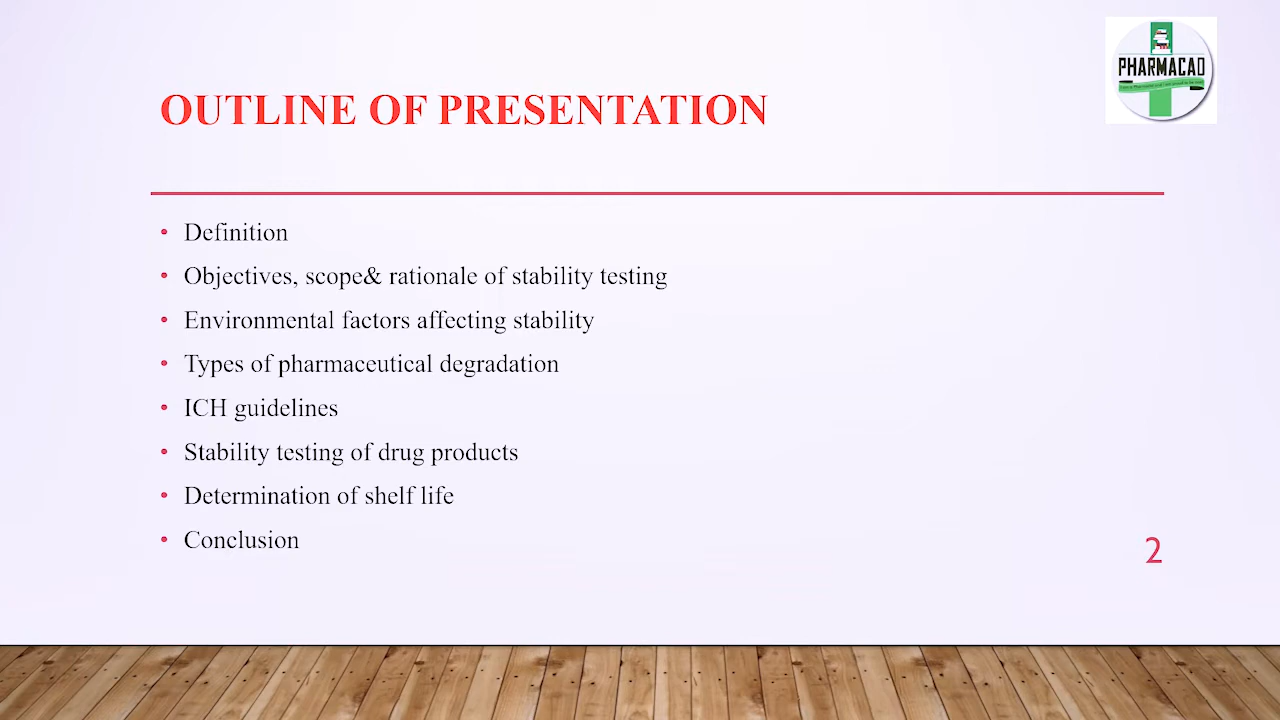 PHARMACAD
OUTLINE OF PRESENTATION
• Definition
• Objectives, scope& rationale of stability testing
• Environmental factors affecting stability
• Types of pharmaceutical degradation
• ICH guidelines
• Stability testing of drug products
• Determination of shelf life
• Conclusion
2